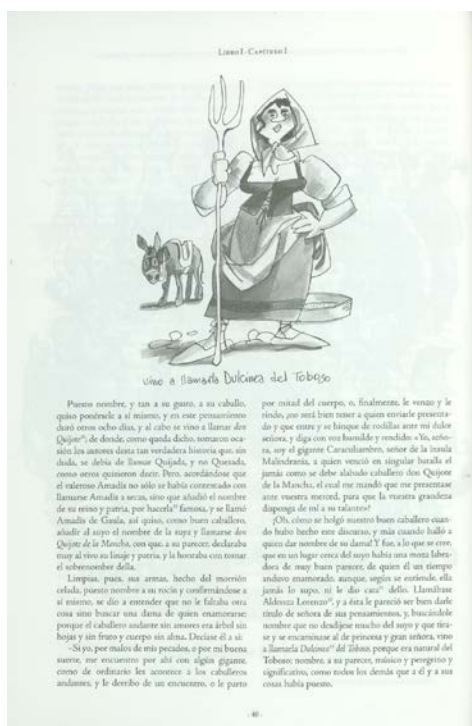 LIBRO I · CAPÍTULO I
vino a llamarla Dulcinea del Toboso
Puesto nombre, y tan a su gusto, a su caballo,
quiso ponérsele a sí mismo, y en este pensamiento
duró otros ocho días, y al cabo se vino a llamar don
Quijote; de donde, como queda dicho, tomaron oca-
sión los autores desta tan verdadera historia que, sin
duda, se debía de llamar Quijada, y no Quesada,
como otros quisieron decir. Pero, acordándose que
el valeroso Amadís no sólo se había contentado con
llamarse Amadís a secas, sino que añadió el nombre
de su reino y patria, por hacerla famosa, y se llamó
Amadís de Gaula, así quiso, como buen caballero,
añadir al suyo el nombre de la suya y llamarse don
Quijote de la Mancha, con que, a su parecer, declaraba
muy al vivo su linaje y patria, y la honraba con tomar
el sobrenombre della.
Limpias, pues, sus armas, hecho del morrión
celada, puesto nombre a su rocín y confirmándose a
sí mismo, se dio a entender que no le faltaba otra
cosa sino buscar una dama de quien enamorarse;
porque el caballero andante sin amores era árbol sin
hojas y sin fruto y cuerpo sin alma. Decíase él a sí:
–Si yo, por malos de mis pecados, o por mi buena
suerte, me encuentro por ahí con algún gigante,
como de ordinario les acontece a los caballeros
andantes, y le derribo de un encuentro, o le parto
por mitad del cuerpo, o, finalmente, le venzo y le
rindo, ¿no será bien tener a quien enviarle presenta-
do y que entre y se hinque de rodillas ante mi dulce
señora, y diga con voz humilde y rendido: «Yo, seño-
ra, soy el gigante Caraculiambro, señor de la ínsula
Malindrania, a quien venció en singular batalla el
jamás como se debe alabado caballero don Quijote
de la Mancha, el cual me mandó que me presentase
ante vuestra merced, para que la vuestra grandeza
disponga de mí a su talante»?
¡Oh, cómo se holgó nuestro buen caballero cuan-
do hubo hecho este discurso, y más cuando halló a
quien dar nombre de su dama! Y fue, a lo que se cree,
que en un lugar cerca del suyo había una moza labra-
dora de muy buen parecer, de quien él un tiempo
anduvo enamorado, aunque, según se entiende, ella
jamás lo supo, ni le dio cata dello. Llamábase
Aldonza Lorenzo, y a ésta le pareció ser bien darle
título de señora de sus pensamientos, y, buscándole
nombre que no desdijese mucho del suyo y que tira-
se y se encaminase al de princesa y gran señora, vino
a llamarla Dulcinea del Toboso, porque era natural del
Toboso; nombre, a su parecer, músico y peregrino y
significativo, como todos los demás que a él y a sus
cosas había puesto.
· 40 ·